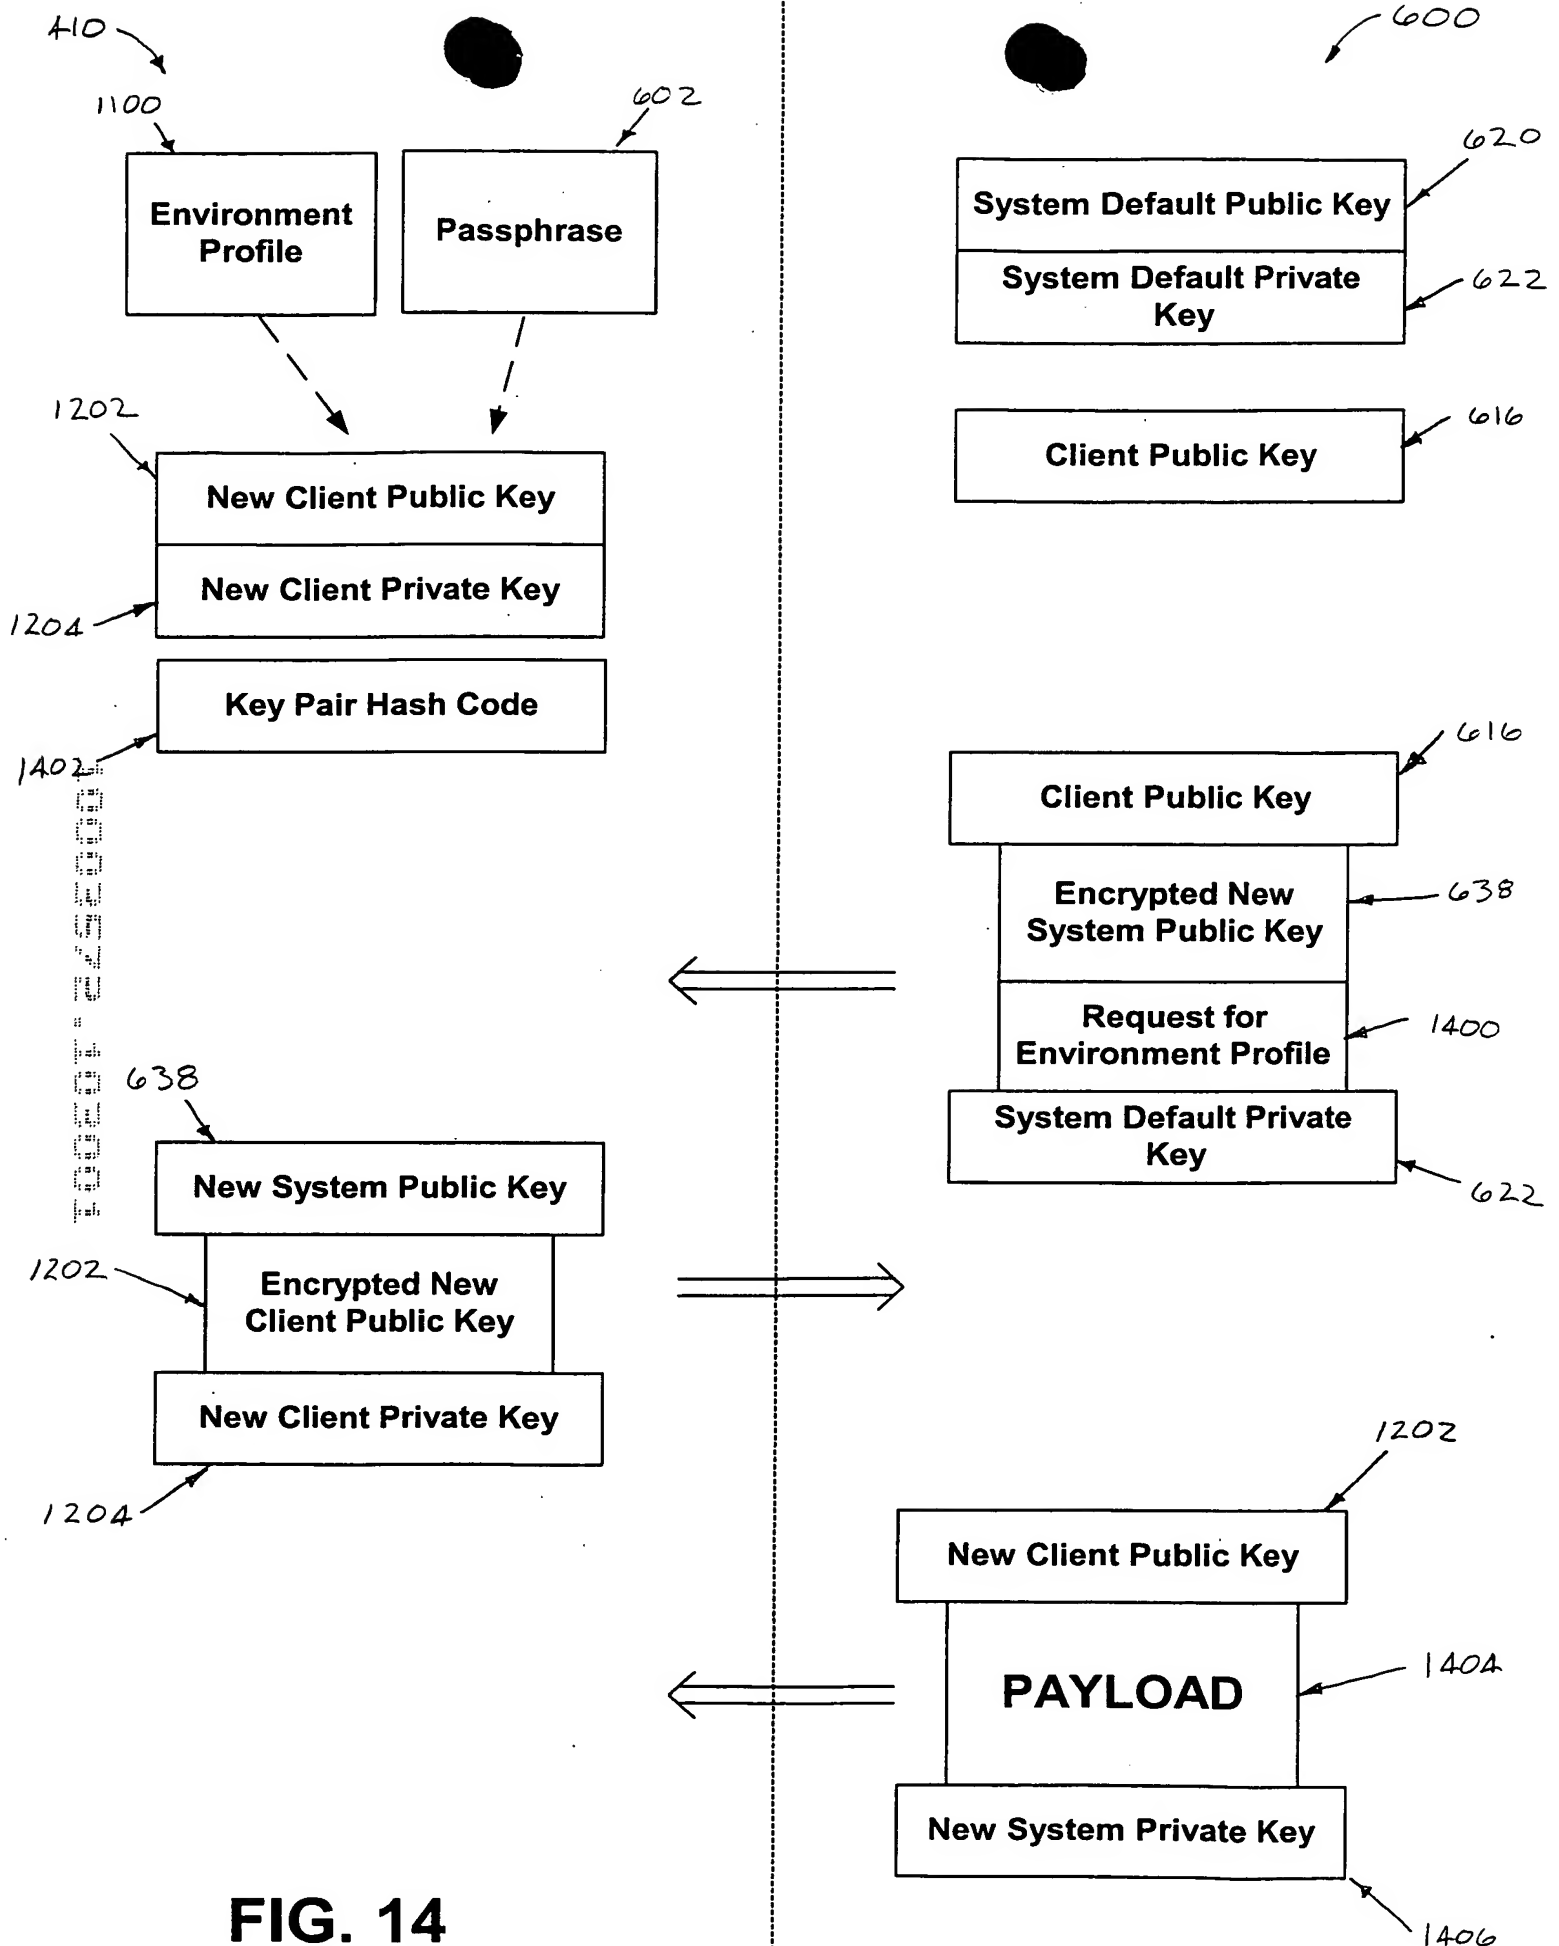 410
600
1100
602
620
Environment
Profile
Passphrase
System Default Public Key
System Default Private
Key
622
1202
616
New Client Public Key
Client Public Key
New Client Private Key
1204
Key Pair Hash Code
1402
616
Client Public Key
Encrypted New
System Public Key
638
Request for
Environment Profile
1400
System Default Private
Key
622
638
New System Public Key
1202
Encrypted New
Client Public Key
New Client Private Key
1204
1202
New Client Public Key
PAYLOAD
1404
New System Private Key
1406
FIG. 14